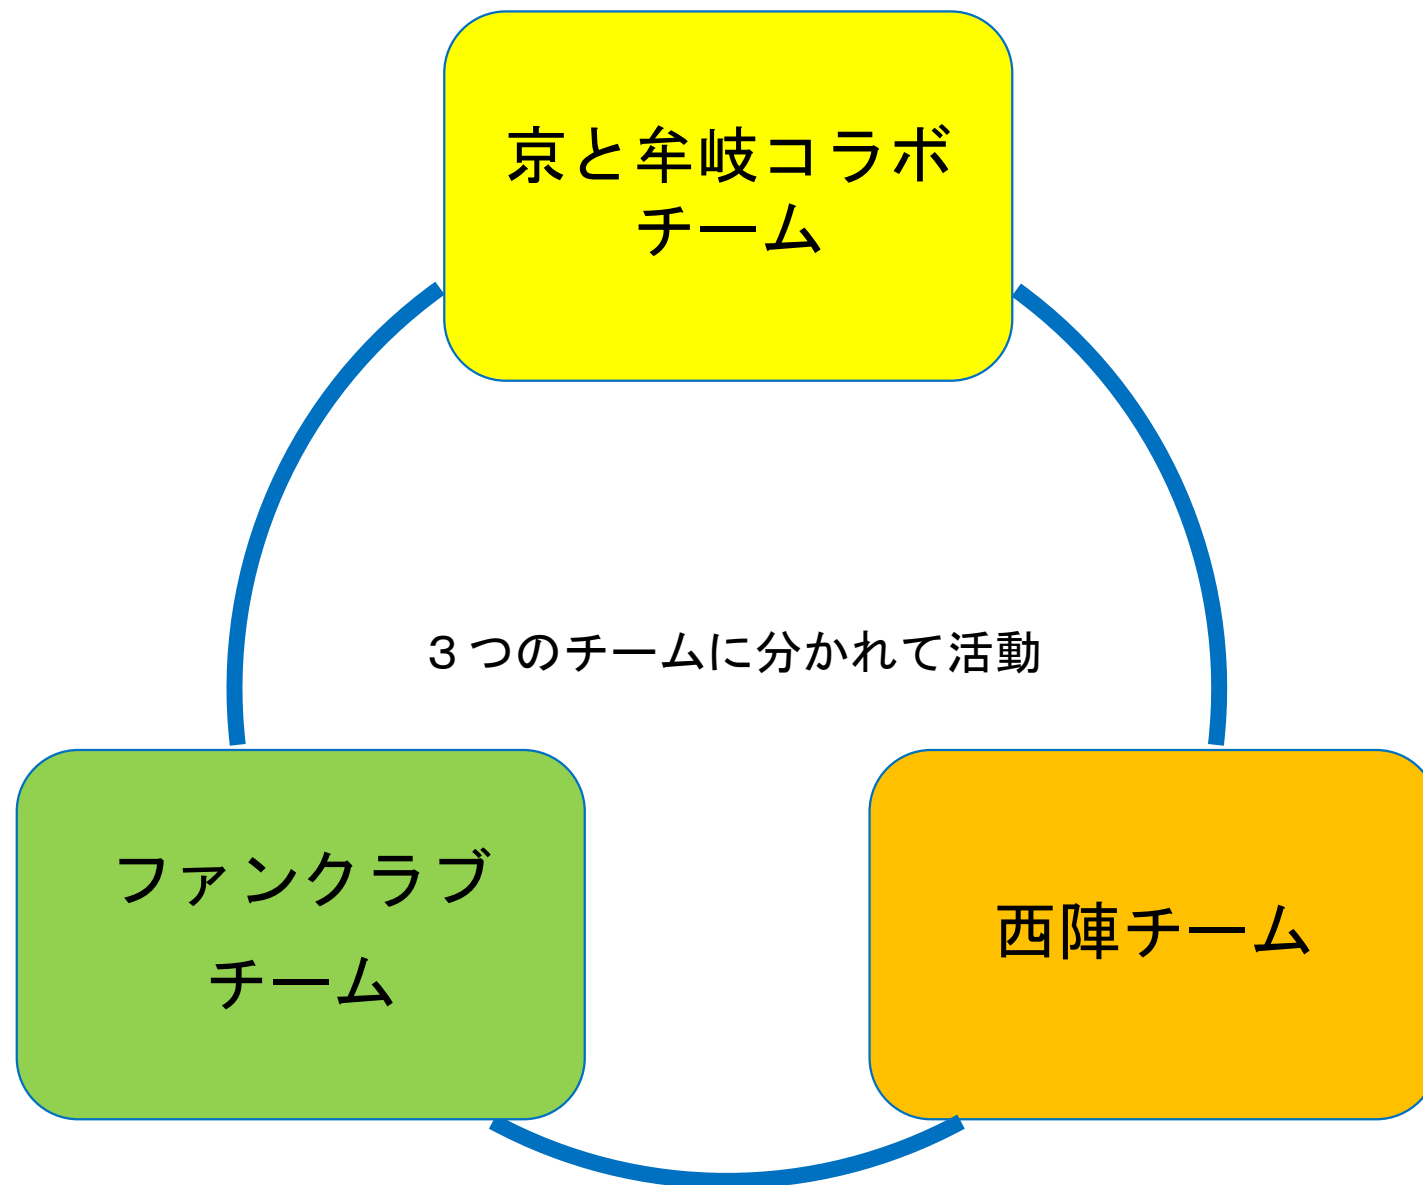 京と牟岐コラボ
チーム
３つのチームに分かれて活動
ファンクラブ
チーム
西陣チーム